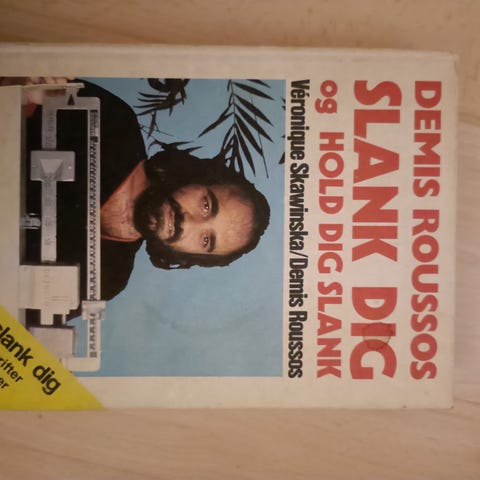 DEMIS ROUSSOS
SLANK DIG
og HOLD DIG SLANK
Véronique Skawinska/Demis Roussos
slank dig